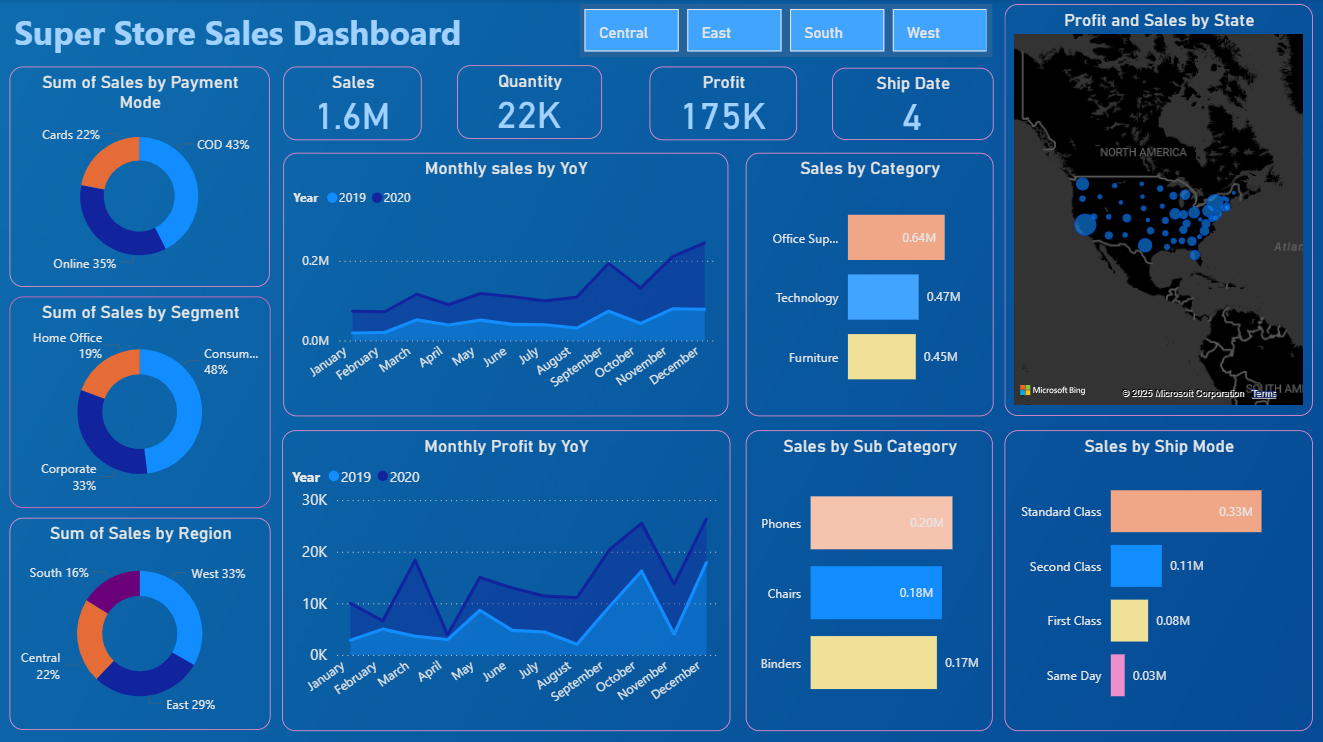 Super Store Sales Dashboard
Central
East
South
West
Profit and Sales by State
NORTH AMERICA
Atlan
SOUTH AM
Microsoft Bing
© 2025 Microsoft Corporation Terms
Sum of Sales by Payment
Mode
Cards 22%
COD 43%
Online 35%
Sales
1.6M
Quantity
22K
Profit
175K
Ship Date
4
Monthly sales by YoY
Year 2019 2020
0.2M
0.0M
January
February
March
April
May
June
July
August
September
October
November
December
Sales by Category
Office Sup...
0.64M
Technology
0.47M
Furniture
0.45M
Sum of Sales by Segment
Home Office
19%
Consum...
48%
Corporate
33%
Monthly Profit by YoY
Year 2019 2020
30K
20K
10K
0K
January
February
March
April
May
June
July
August
September
October
November
December
Sales by Sub Category
Phones
0.20M
Chairs
0.18M
Binders
0.17M
Sales by Ship Mode
Standard Class
0.33M
Second Class
0.11M
First Class
0.08M
Same Day
0.03M
Sum of Sales by Region
South 16%
West 33%
Central
22%
East 29%